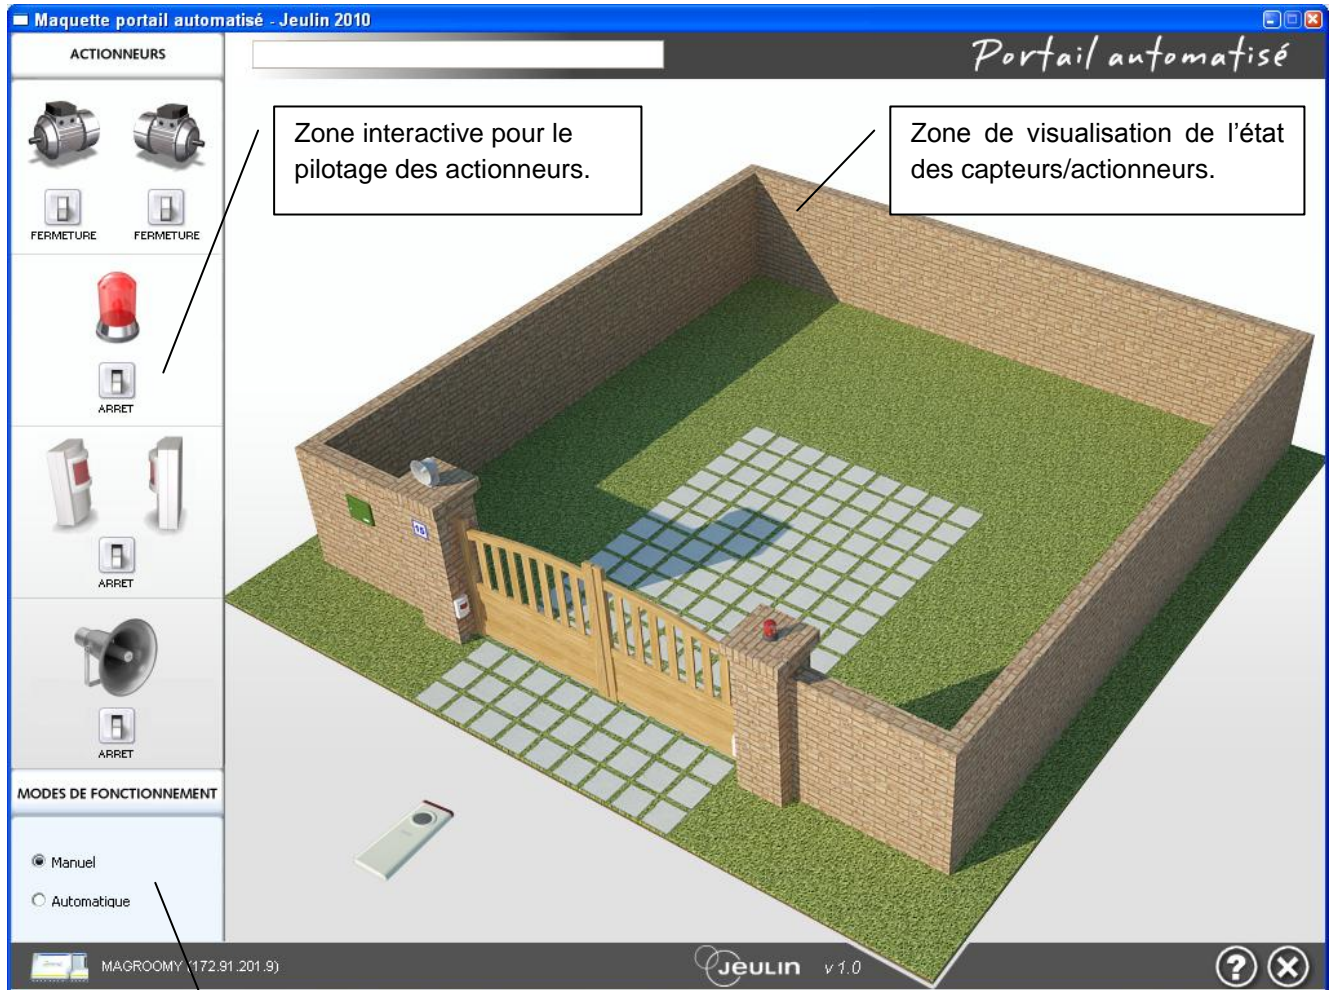 Maquette portail automatisé - Jeulin 2010
ACTIONNEURS
Portail automatisé
Zone interactive pour le
pilotage des actionneurs.
Zone de visualisation de l'état
des capteurs/actionneurs.
FERMETURE
FERMETURE
ARRET
15
ARRET
ARRET
MODES DE FONCTIONNEMENT
Manuel
Automatique
MAGROOMY (172.91.201.9)
Jeulin v 1.0
?